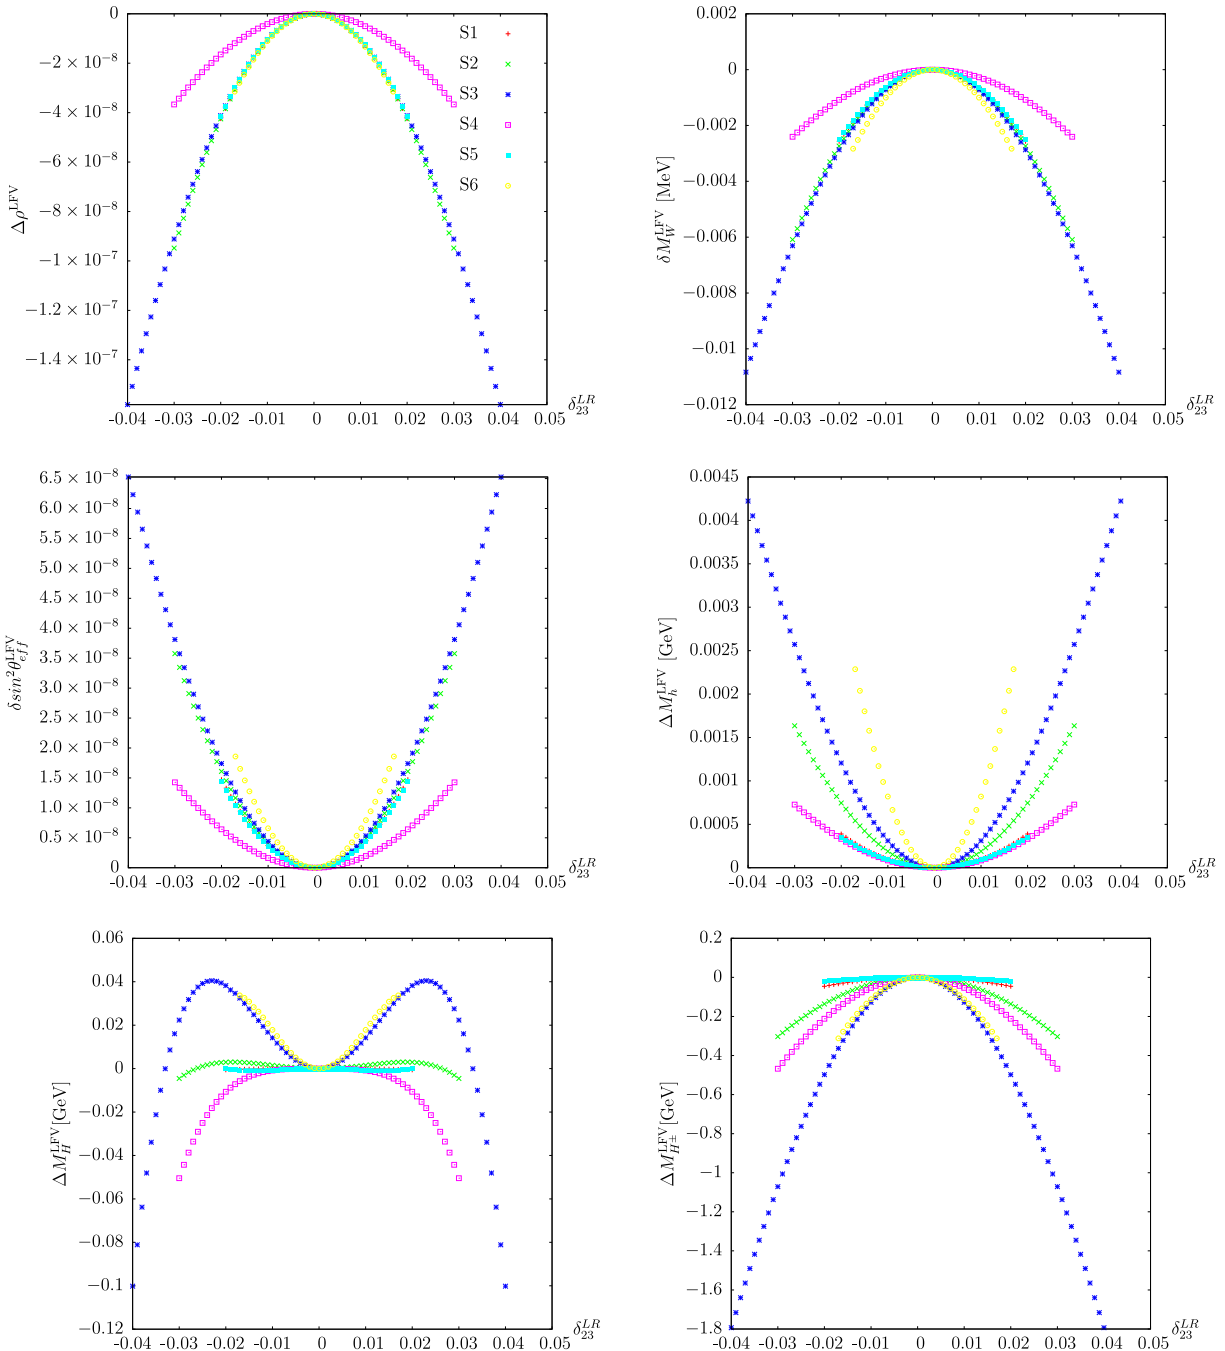 0
−2 × 10⁻⁸
−4 × 10⁻⁸
−6 × 10⁻⁸
−8 × 10⁻⁸
−1 × 10⁻⁷
−1.2 × 10⁻⁷
−1.4 × 10⁻⁷
Δρ^LFV
S1
S2
S3
S4
S5
S6
-0.04 -0.03 -0.02 -0.01 0 0.01 0.02 0.03 0.04 0.05
δ₂₃^LR
0.002
0
−0.002
−0.004
−0.006
−0.008
−0.01
−0.012
δM_W^LFV [MeV]
-0.04 -0.03 -0.02 -0.01 0 0.01 0.02 0.03 0.04 0.05
δ₂₃^LR
6.5 × 10⁻⁸
6.0 × 10⁻⁸
5.5 × 10⁻⁸
5.0 × 10⁻⁸
4.5 × 10⁻⁸
4.0 × 10⁻⁸
3.5 × 10⁻⁸
3.0 × 10⁻⁸
2.5 × 10⁻⁸
2.0 × 10⁻⁸
1.5 × 10⁻⁸
1.0 × 10⁻⁸
5.0 × 10⁻⁸
0
δ sin²θ_eff^LFV
-0.04 -0.03 -0.02 -0.01 0 0.01 0.02 0.03 0.04 0.05
δ₂₃^LR
0.0045
0.004
0.0035
0.003
0.0025
0.002
0.0015
0.001
0.0005
0
ΔM_h^LFV [GeV]
-0.04 -0.03 -0.02 -0.01 0 0.01 0.02 0.03 0.04 0.05
δ₂₃^LR
0.06
0.04
0.02
0
−0.02
−0.04
−0.06
−0.08
−0.1
−0.12
ΔM_H^LFV[GeV]
-0.04 -0.03 -0.02 -0.01 0 0.01 0.02 0.03 0.04 0.05
δ₂₃^LR
0.2
0
−0.2
−0.4
−0.6
−0.8
−1
−1.2
−1.4
−1.6
−1.8
ΔM_H±^LFV[GeV]
-0.04 -0.03 -0.02 -0.01 0 0.01 0.02 0.03 0.04 0.05
δ₂₃^LR